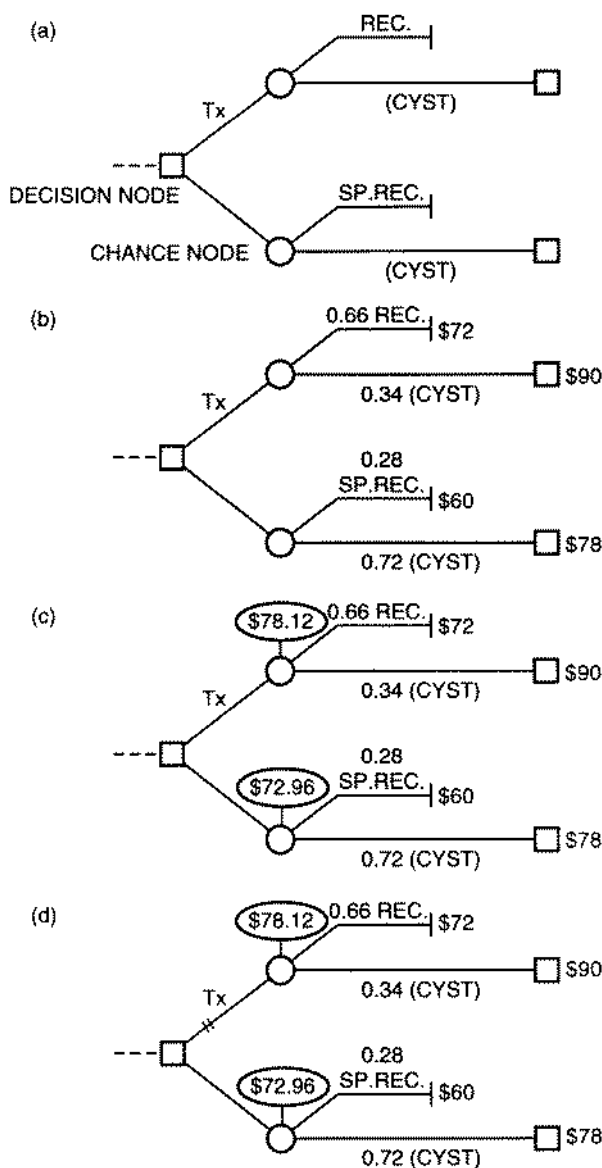 (a)
REC.
(CYST)
Tx
DECISION NODE
SP.REC.
CHANCE NODE
(CYST)
(b)
0.66 REC.
$72
$90
Tx
0.34 (CYST)
0.28
SP.REC.
$60
$78
0.72 (CYST)
(c)
$78.12
0.66 REC.
$72
$90
Tx
0.34 (CYST)
0.28
$72.96
SP.REC.
$60
$78
0.72 (CYST)
(d)
$78.12
0.66 REC.
$72
$90
Tx
0.34 (CYST)
0.28
$72.96
SP.REC.
$60
$78
0.72 (CYST)